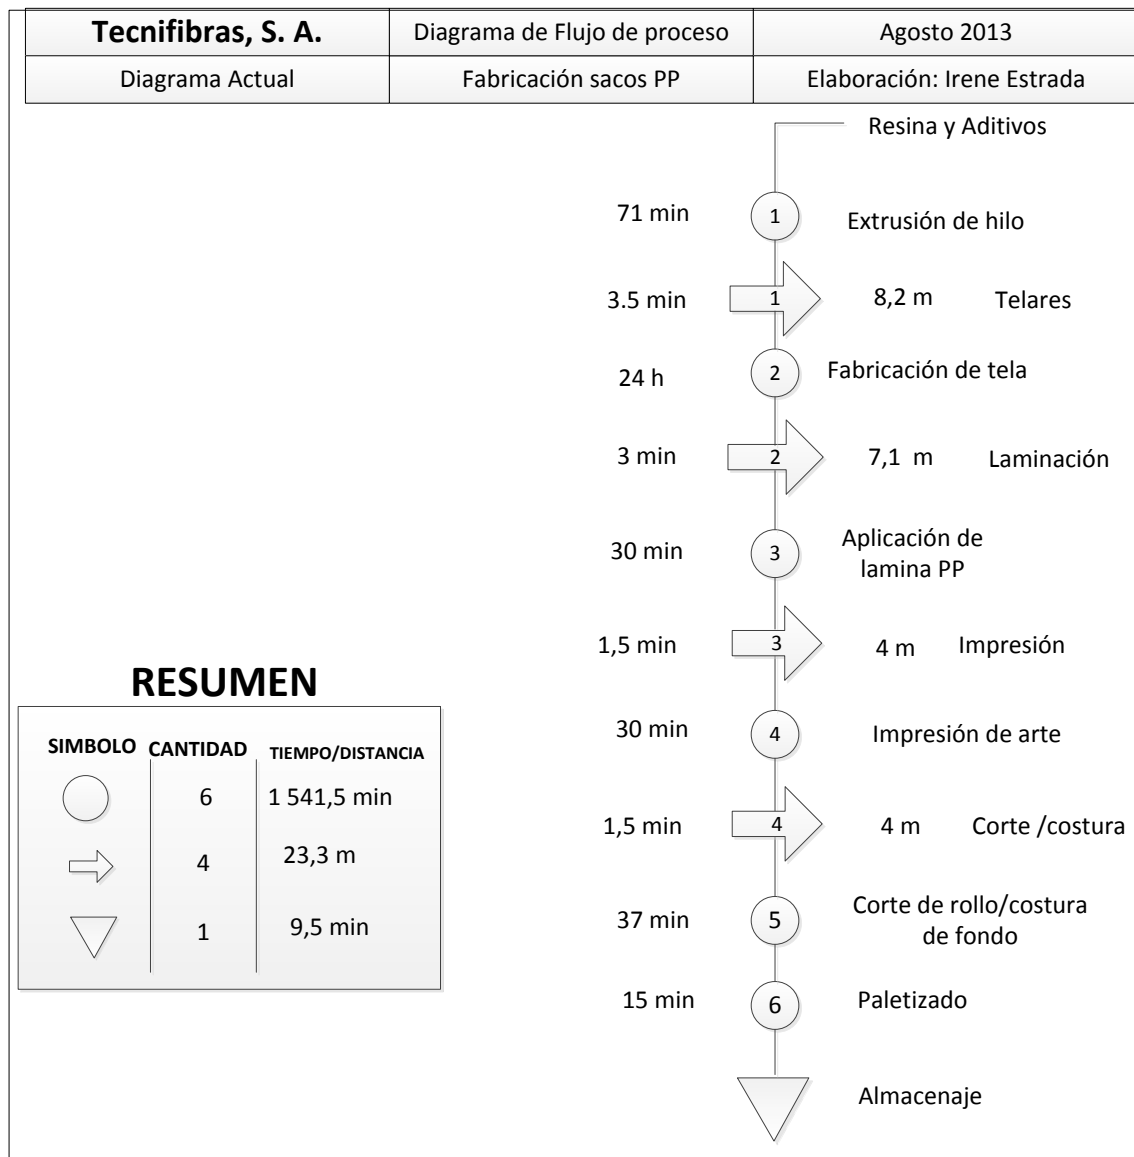 Tecnifibras, S. A.
Diagrama de Flujo de proceso
Agosto 2013
Diagrama Actual
Fabricación sacos PP
Elaboración: Irene Estrada
Resina y Aditivos
71 min
1
Extrusión de hilo
3.5 min
1
8,2 m
Telares
24 h
2
Fabricación de tela
3 min
2
7,1 m
Laminación
30 min
3
Aplicación de
lamina PP
1,5 min
3
4 m
Impresión
30 min
4
Impresión de arte
1,5 min
4
4 m
Corte /costura
37 min
5
Corte de rollo/costura
de fondo
15 min
6
Paletizado
Almacenaje
RESUMEN
SIMBOLO
CANTIDAD
TIEMPO/DISTANCIA
6
1 541,5 min
4
23,3 m
1
9,5 min